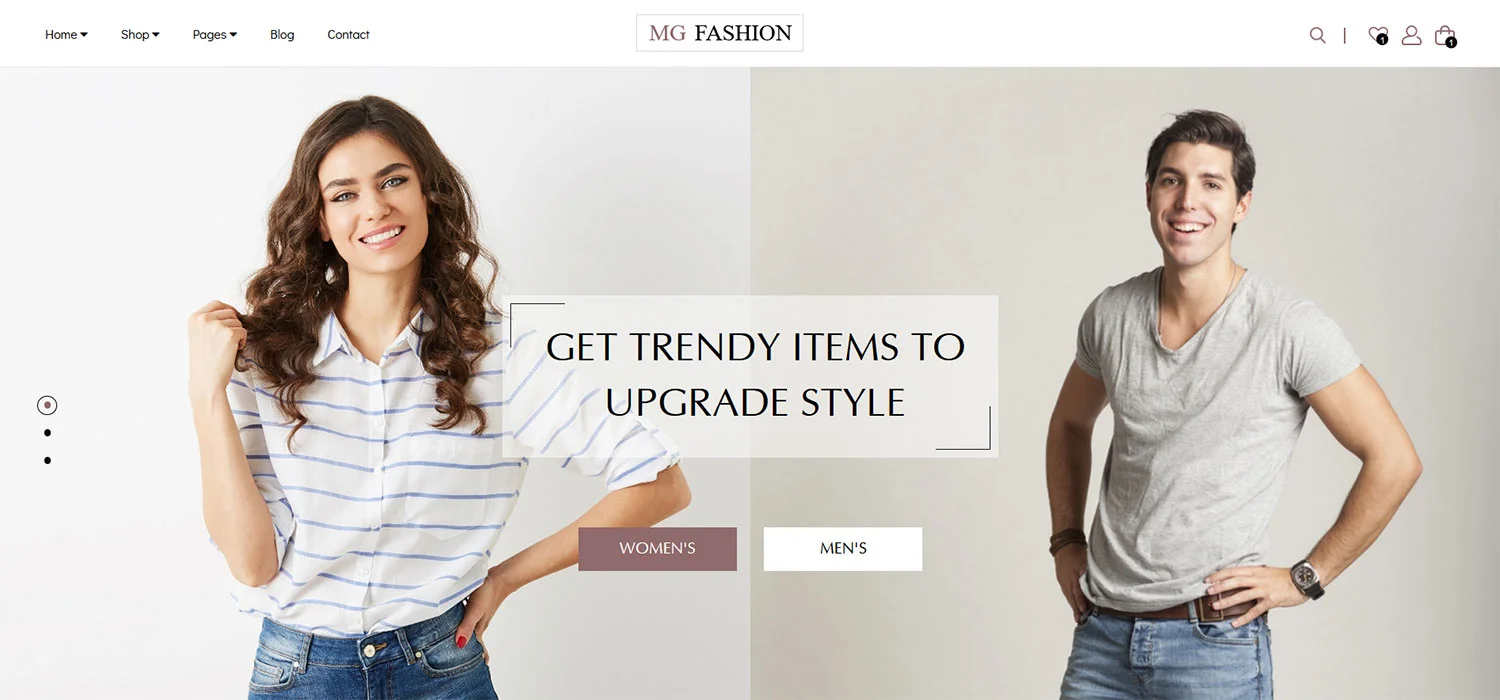 Home
Shop
Pages
Blog
Contact
MG FASHION
1
1
GET TRENDY ITEMS TO
UPGRADE STYLE
WOMEN'S
MEN'S